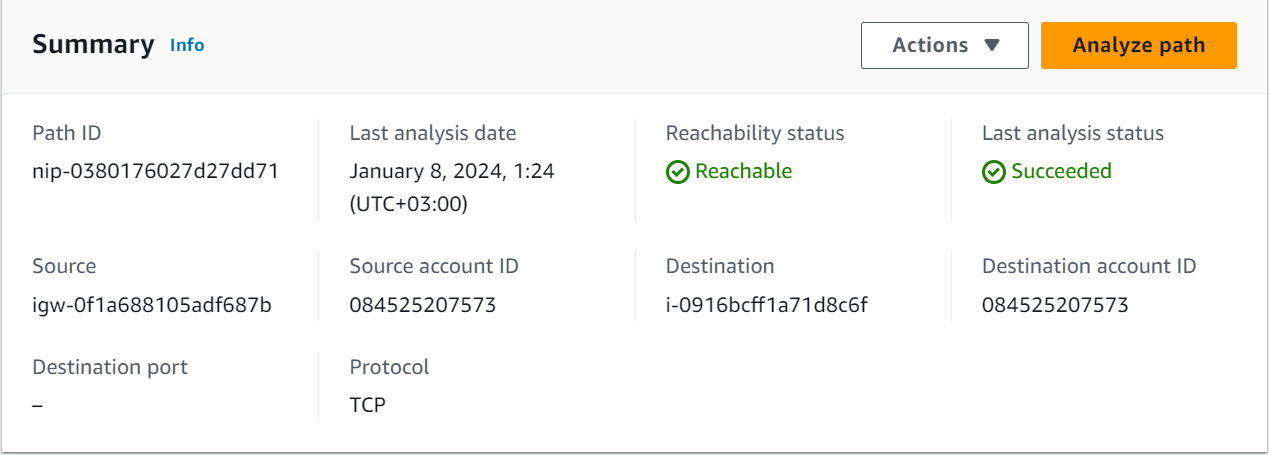 Summary Info
Actions Analyze path
Path ID
nip-0380176027d27dd71
Last analysis date
January 8, 2024, 1:24
(UTC+03:00)
Reachability status
Reachable
Last analysis status
Succeeded
Source
igw-0f1a688105adf687b
Source account ID
084525207573
Destination
i-0916bcff1a71d8c6f
Destination account ID
084525207573
Destination port
–
Protocol
TCP